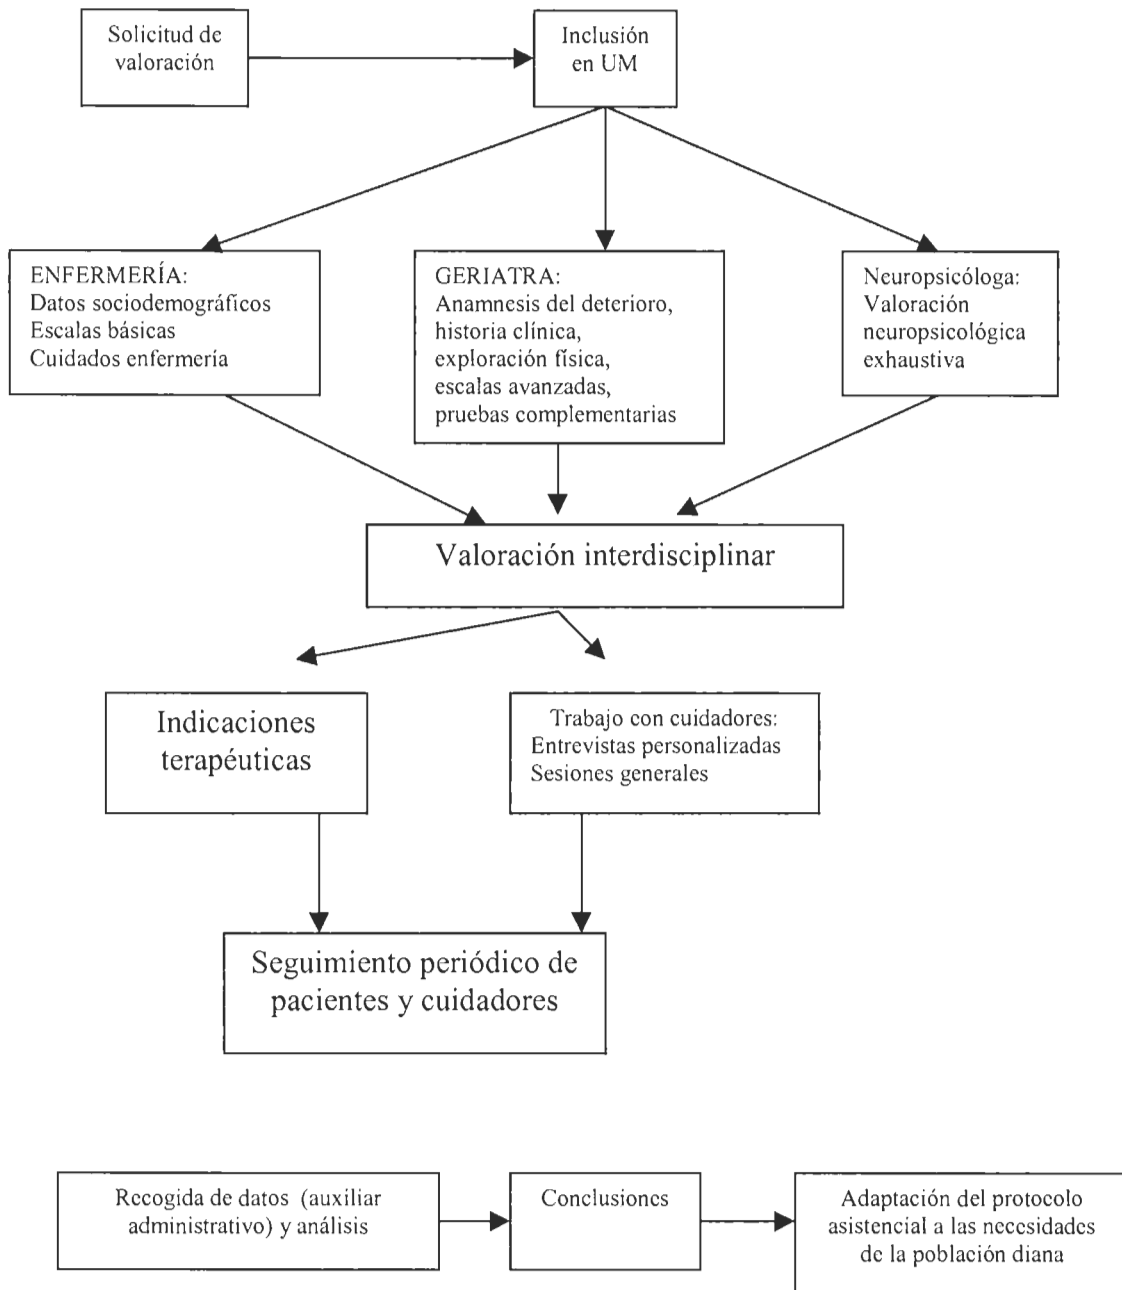 Solicitud de
valoración
Inclusión
en UM
ENFERMERÍA:
Datos sociodemográficos
Escalas básicas
Cuidados enfermería
GERIATRA:
Anamnesis del deterioro,
historia clínica,
exploración física,
escalas avanzadas,
pruebas complementarias
Neuropsicóloga:
Valoración
neuropsicológica
exhaustiva
Valoración interdisciplinar
Indicaciones
terapéuticas
Trabajo con cuidadores:
Entrevistas personalizadas
Sesiones generales
Seguimiento periódico de
pacientes y cuidadores
Recogida de datos (auxiliar
administrativo) y análisis
Conclusiones
Adaptación del protocolo
asistencial a las necesidades
de la población diana